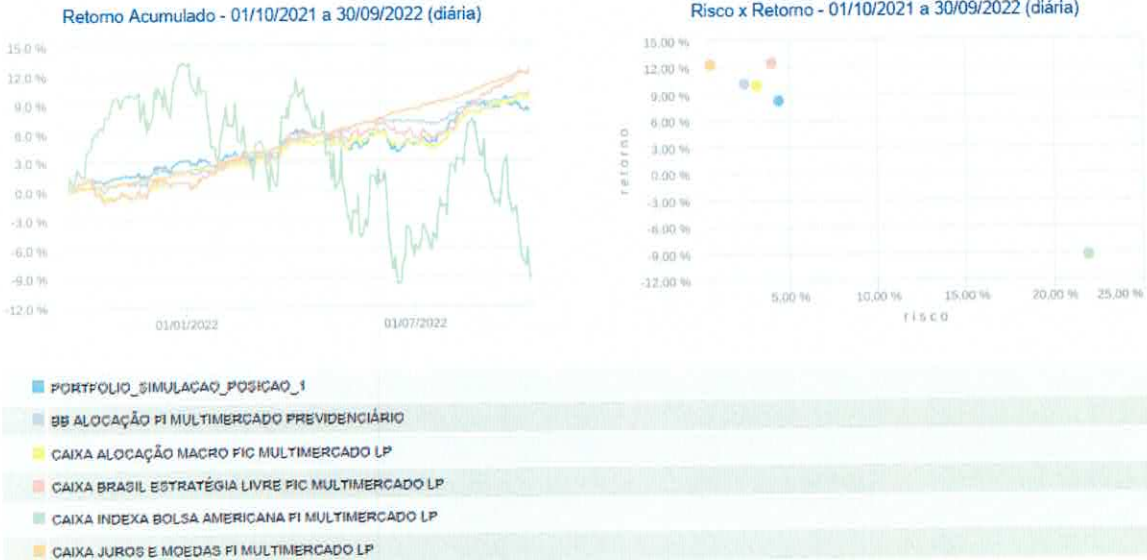 Retorno Acumulado - 01/10/2021 a 30/09/2022 (diária)
15.0 %
12.0 %
9.0 %
6.0 %
3.0 %
0.0 %
-3.0 %
-6.0 %
-9.0 %
-12.0 %
01/01/2022
01/07/2022
Risco x Retorno - 01/10/2021 a 30/09/2022 (diária)
15,00 %
12,00 %
9,00 %
6,00 %
3,00 %
0,00 %
-3,00 %
-6,00 %
-9,00 %
-12,00 %
retorno
5,00 %
10,00 %
15,00 %
20,00 %
25,00 %
risco
PORTFOLIO_SIMULACAO_POSICAO_1
BB ALOCAÇÃO FI MULTIMERCADO PREVIDENCIÁRIO
CAIXA ALOCAÇÃO MACRO FIC MULTIMERCADO LP
CAIXA BRASIL ESTRATÉGIA LIVRE FIC MULTIMERCADO LP
CAIXA INDEXA BOLSA AMERICANA FI MULTIMERCADO LP
CAIXA JUROS E MOEDAS FI MULTIMERCADO LP